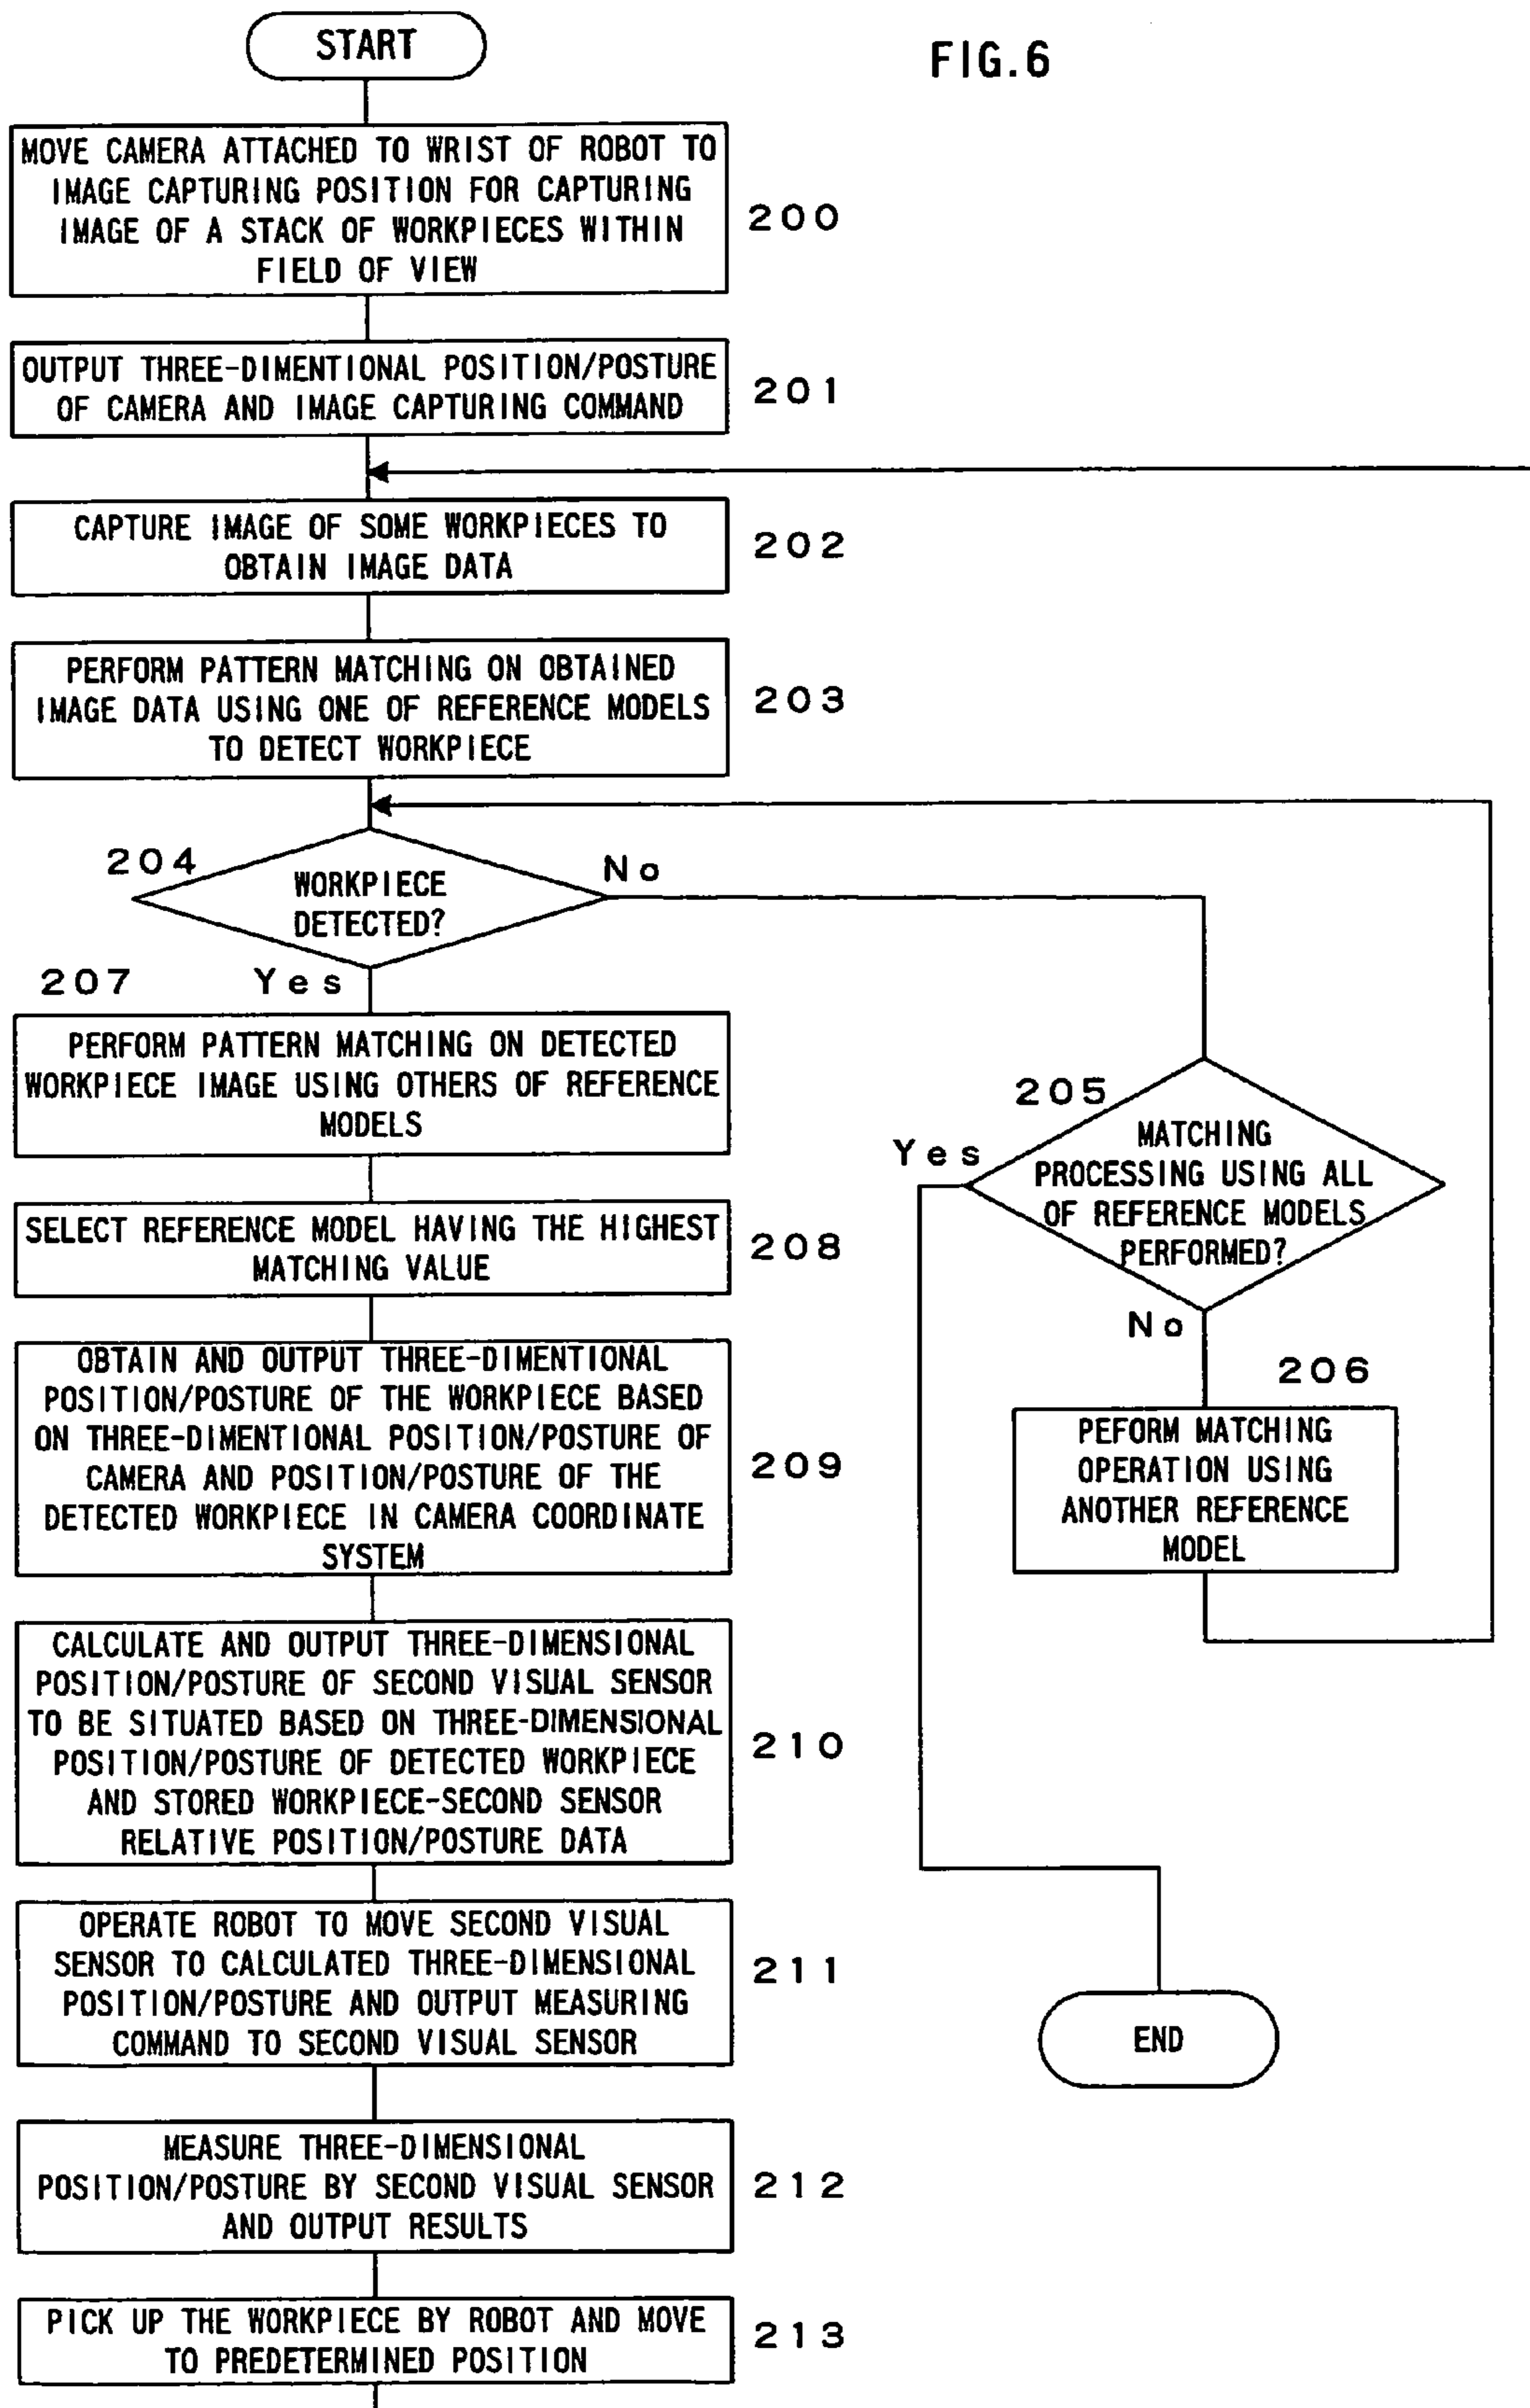 START
FIG.6
MOVE CAMERA ATTACHED TO WRIST OF ROBOT TO
IMAGE CAPTURING POSITION FOR CAPTURING
IMAGE OF A STACK OF WORKPIECES WITHIN
FIELD OF VIEW
200
OUTPUT THREE-DIMENTIONAL POSITION/POSTURE
OF CAMERA AND IMAGE CAPTURING COMMAND
201
CAPTURE IMAGE OF SOME WORKPIECES TO
OBTAIN IMAGE DATA
202
PERFORM PATTERN MATCHING ON OBTAINED
IMAGE DATA USING ONE OF REFERENCE MODELS
TO DETECT WORKPIECE
203
204
WORKPIECE
DETECTED?
No
207
Yes
PERFORM PATTERN MATCHING ON DETECTED
WORKPIECE IMAGE USING OTHERS OF REFERENCE
MODELS
205
Yes
MATCHING
PROCESSING USING ALL
OF REFERENCE MODELS
PERFORMED?
No
206
PEFORM MATCHING
OPERATION USING
ANOTHER REFERENCE
MODEL
SELECT REFERENCE MODEL HAVING THE HIGHEST
MATCHING VALUE
208
OBTAIN AND OUTPUT THREE-DIMENTIONAL
POSITION/POSTURE OF THE WORKPIECE BASED
ON THREE-DIMENTIONAL POSITION/POSTURE OF
CAMERA AND POSITION/POSTURE OF THE
DETECTED WORKPIECE IN CAMERA COORDINATE
SYSTEM
209
CALCULATE AND OUTPUT THREE-DIMENSIONAL
POSITION/POSTURE OF SECOND VISUAL SENSOR
TO BE SITUATED BASED ON THREE-DIMENSIONAL
POSITION/POSTURE OF DETECTED WORKPIECE
AND STORED WORKPIECE-SECOND SENSOR
RELATIVE POSITION/POSTURE DATA
210
OPERATE ROBOT TO MOVE SECOND VISUAL
SENSOR TO CALCULATED THREE-DIMENSIONAL
POSITION/POSTURE AND OUTPUT MEASURING
COMMAND TO SECOND VISUAL SENSOR
211
END
MEASURE THREE-DIMENSIONAL
POSITION/POSTURE BY SECOND VISUAL SENSOR
AND OUTPUT RESULTS
212
PICK UP THE WORKPIECE BY ROBOT AND MOVE
TO PREDETERMINED POSITION
213